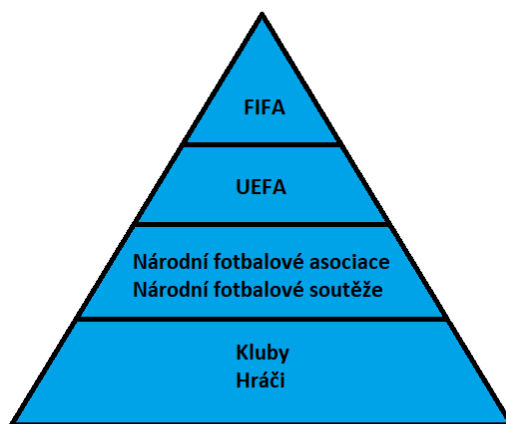 FIFA
UEFA
Národní fotbalové asociace
Národní fotbalové soutěže
Kluby
Hráči